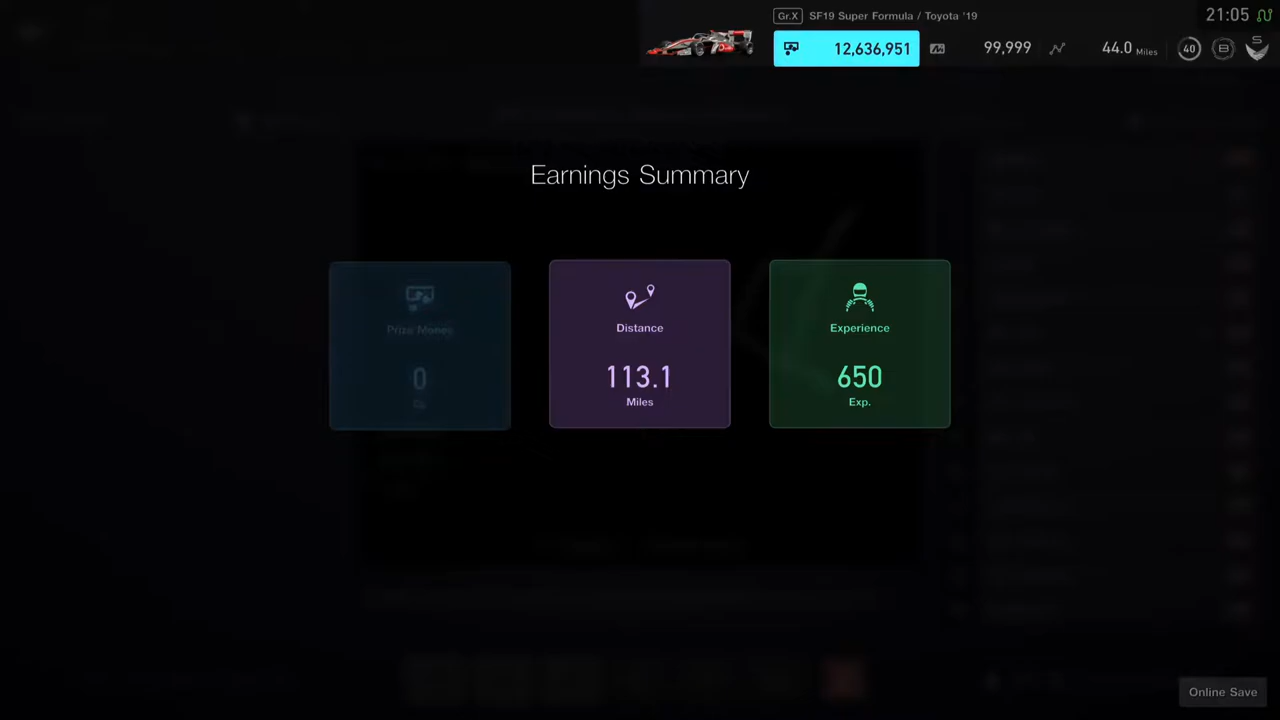 Gr.X SF19 Super Formula / Toyota '19
21:05
12,636,951
99,999
44.0 Miles
40
B
S
Earnings Summary
Prize Money
0
Cr.
Distance
113.1
Miles
Experience
650
Exp.
Online Save